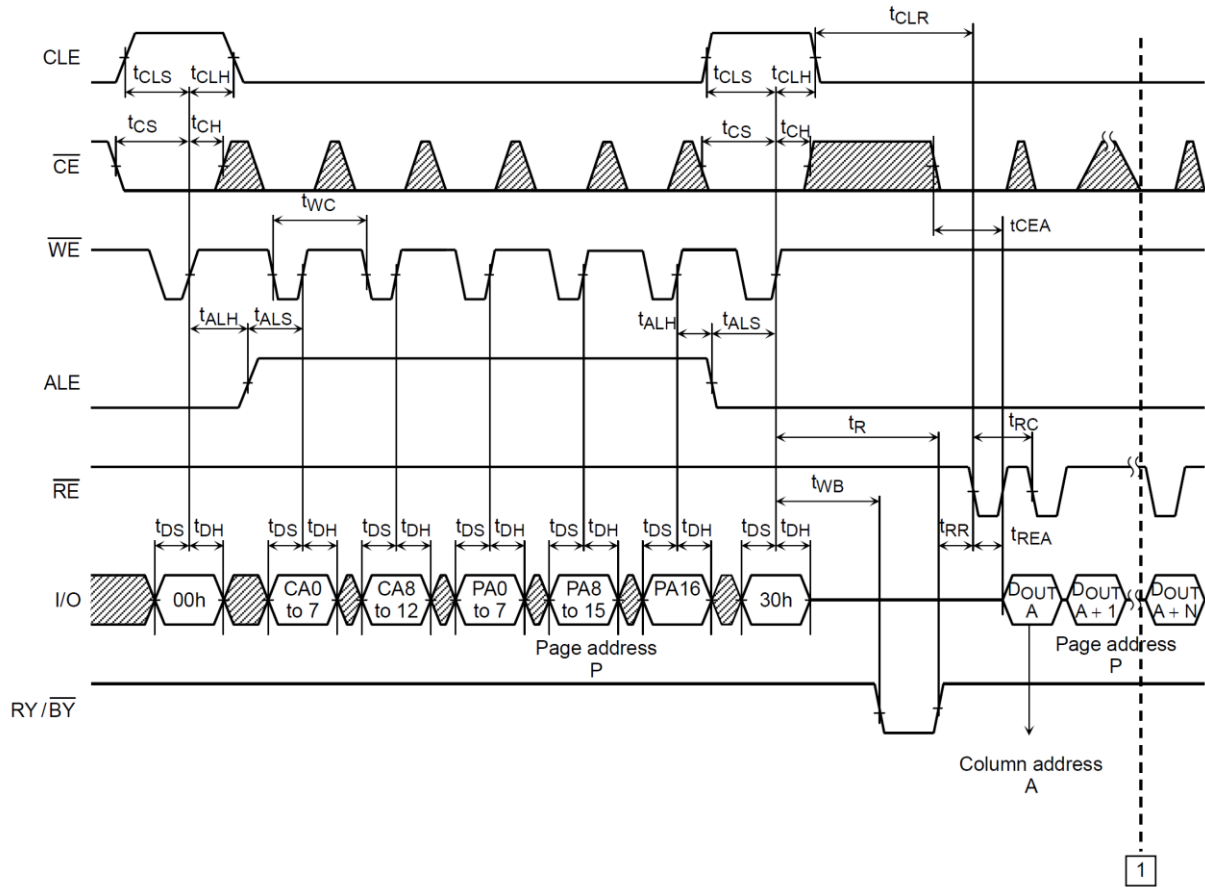 tCLR
CLE
tCLS tCLH tCLS tCLH
tCS tCH tCS tCH
CE
tWC
tCEA
WE
tALH tALS tALH tALS
ALE
tR
tRC
RE
tWB
tDS tDH tDS tDH tDS tDH tDS tDH tDS tDH tDS tDH tDS tDH tRR tREA
I/O
00h
CA0
to 7
CA8
to 12
PA0
to 7
PA8
to 15
PA16
30h
DOUT
A
DOUT
A + 1
DOUT
A + N
Page address
P
Page address
P
RY / BY
Column address
A
1